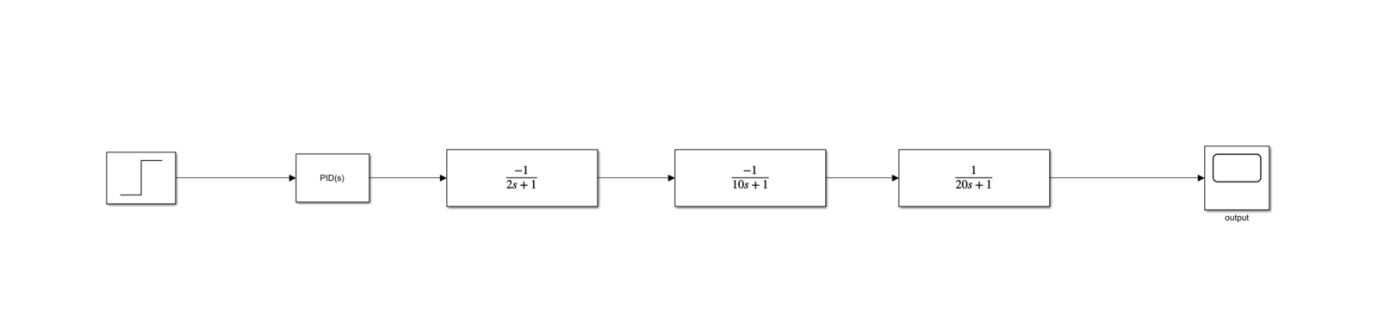 PID(s)
−1
2s + 1
−1
10s + 1
1
20s + 1
output